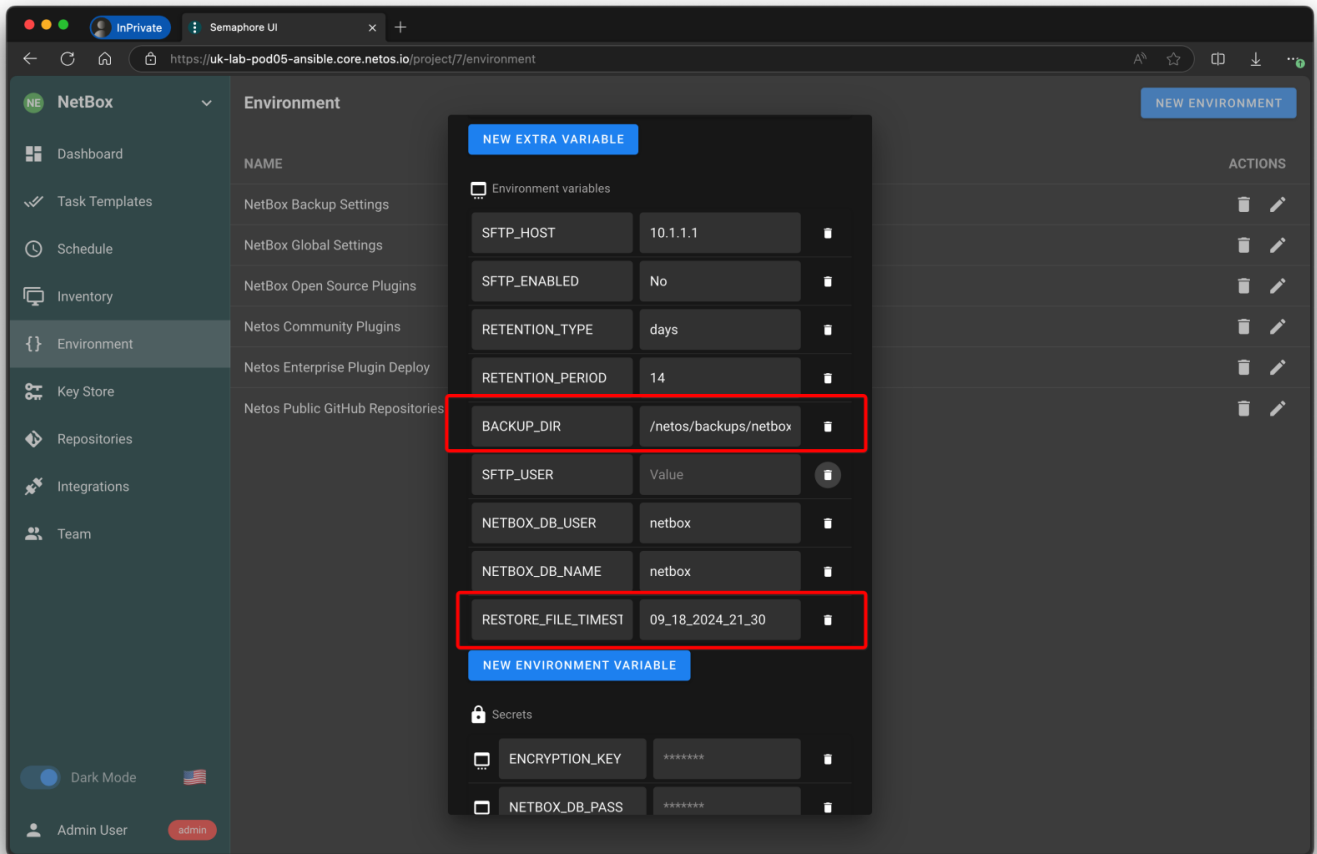 InPrivate
Semaphore UI
https://uk-lab-pod05-ansible.core.netos.io/project/7/environment
NE NetBox
Dashboard
Task Templates
Schedule
Inventory
{} Environment
Key Store
Repositories
Integrations
Team
Dark Mode
Admin User admin
Environment
NEW ENVIRONMENT
NAME ACTIONS
NetBox Backup Settings
NetBox Global Settings
NetBox Open Source Plugins
Netos Community Plugins
Netos Enterprise Plugin Deploy
Netos Public GitHub Repositories
NEW EXTRA VARIABLE
Environment variables
SFTP_HOST 10.1.1.1
SFTP_ENABLED No
RETENTION_TYPE days
RETENTION_PERIOD 14
BACKUP_DIR /netos/backups/netbox
SFTP_USER Value
NETBOX_DB_USER netbox
NETBOX_DB_NAME netbox
RESTORE_FILE_TIMEST 09_18_2024_21_30
NEW ENVIRONMENT VARIABLE
Secrets
ENCRYPTION_KEY *******
NETBOX_DB_PASS *******